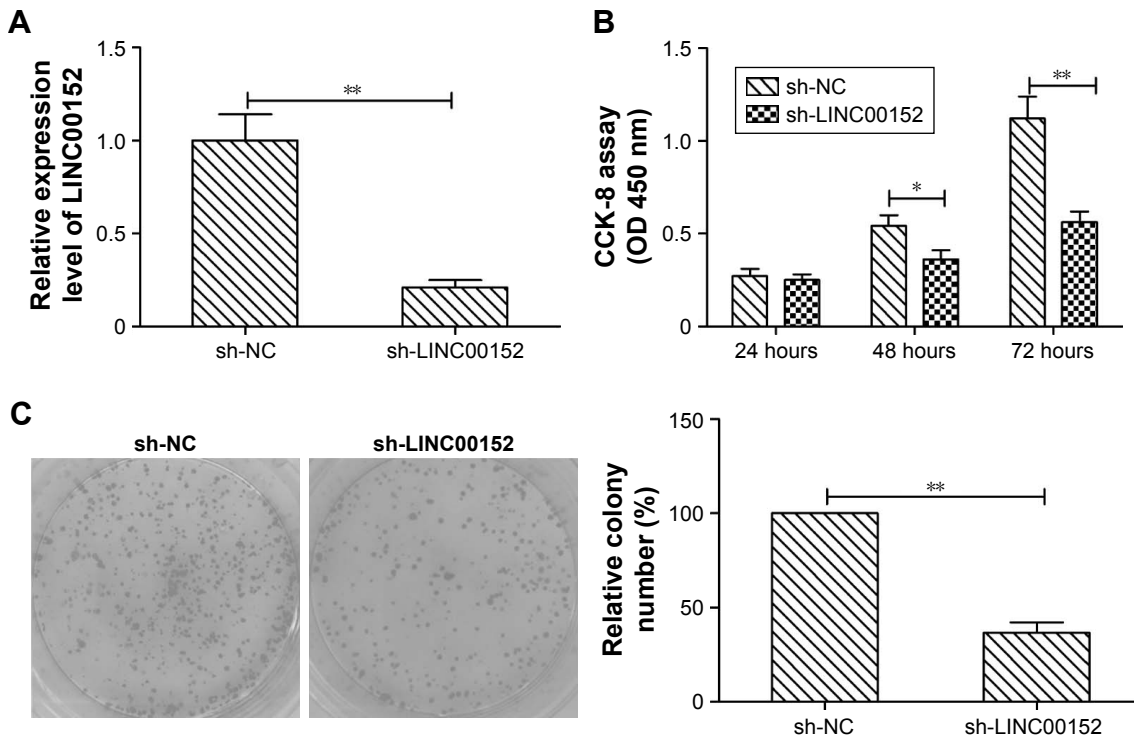 A
Relative expression
level of LINC00152
1.5
1.0
0.5
0
**
sh-NC
sh-LINC00152
B
CCK-8 assay
(OD 450 nm)
1.5
1.0
0.5
0
sh-NC
sh-LINC00152
*
**
24 hours
48 hours
72 hours
C
sh-NC
sh-LINC00152
Relative colony
number (%)
150
100
50
0
**
sh-NC
sh-LINC00152